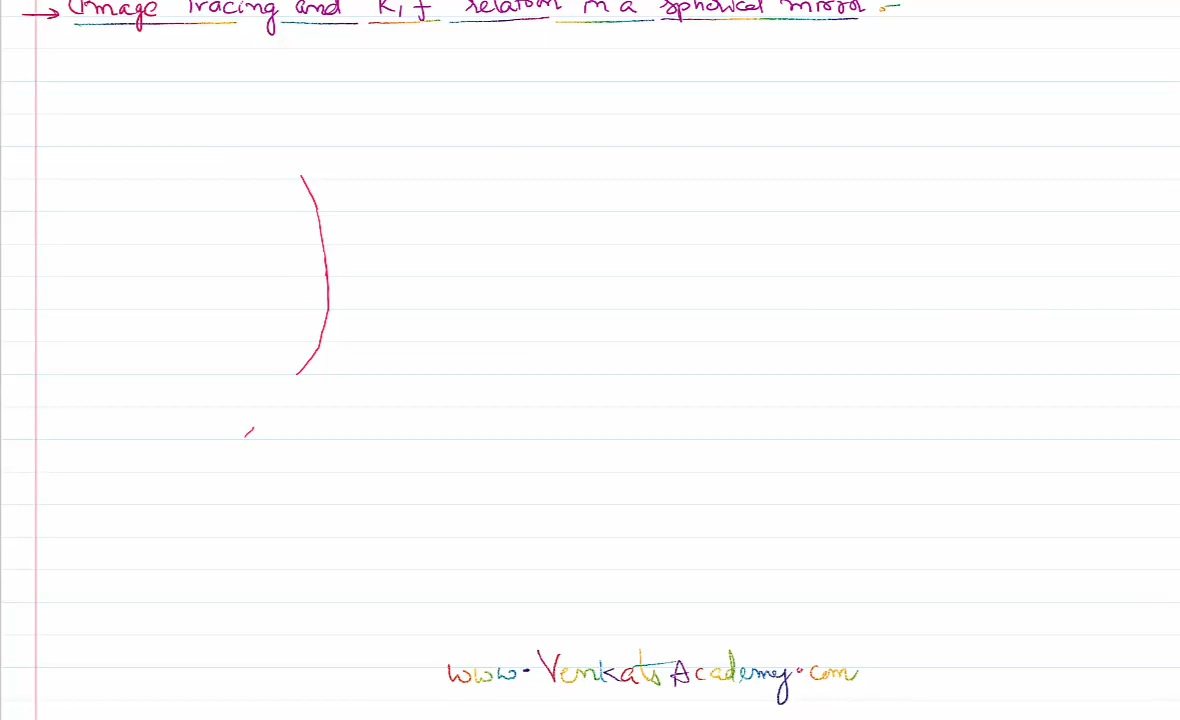 → Image Tracing and R, f relation in a spherical mirror :-
www.VenkatsAcademy.com